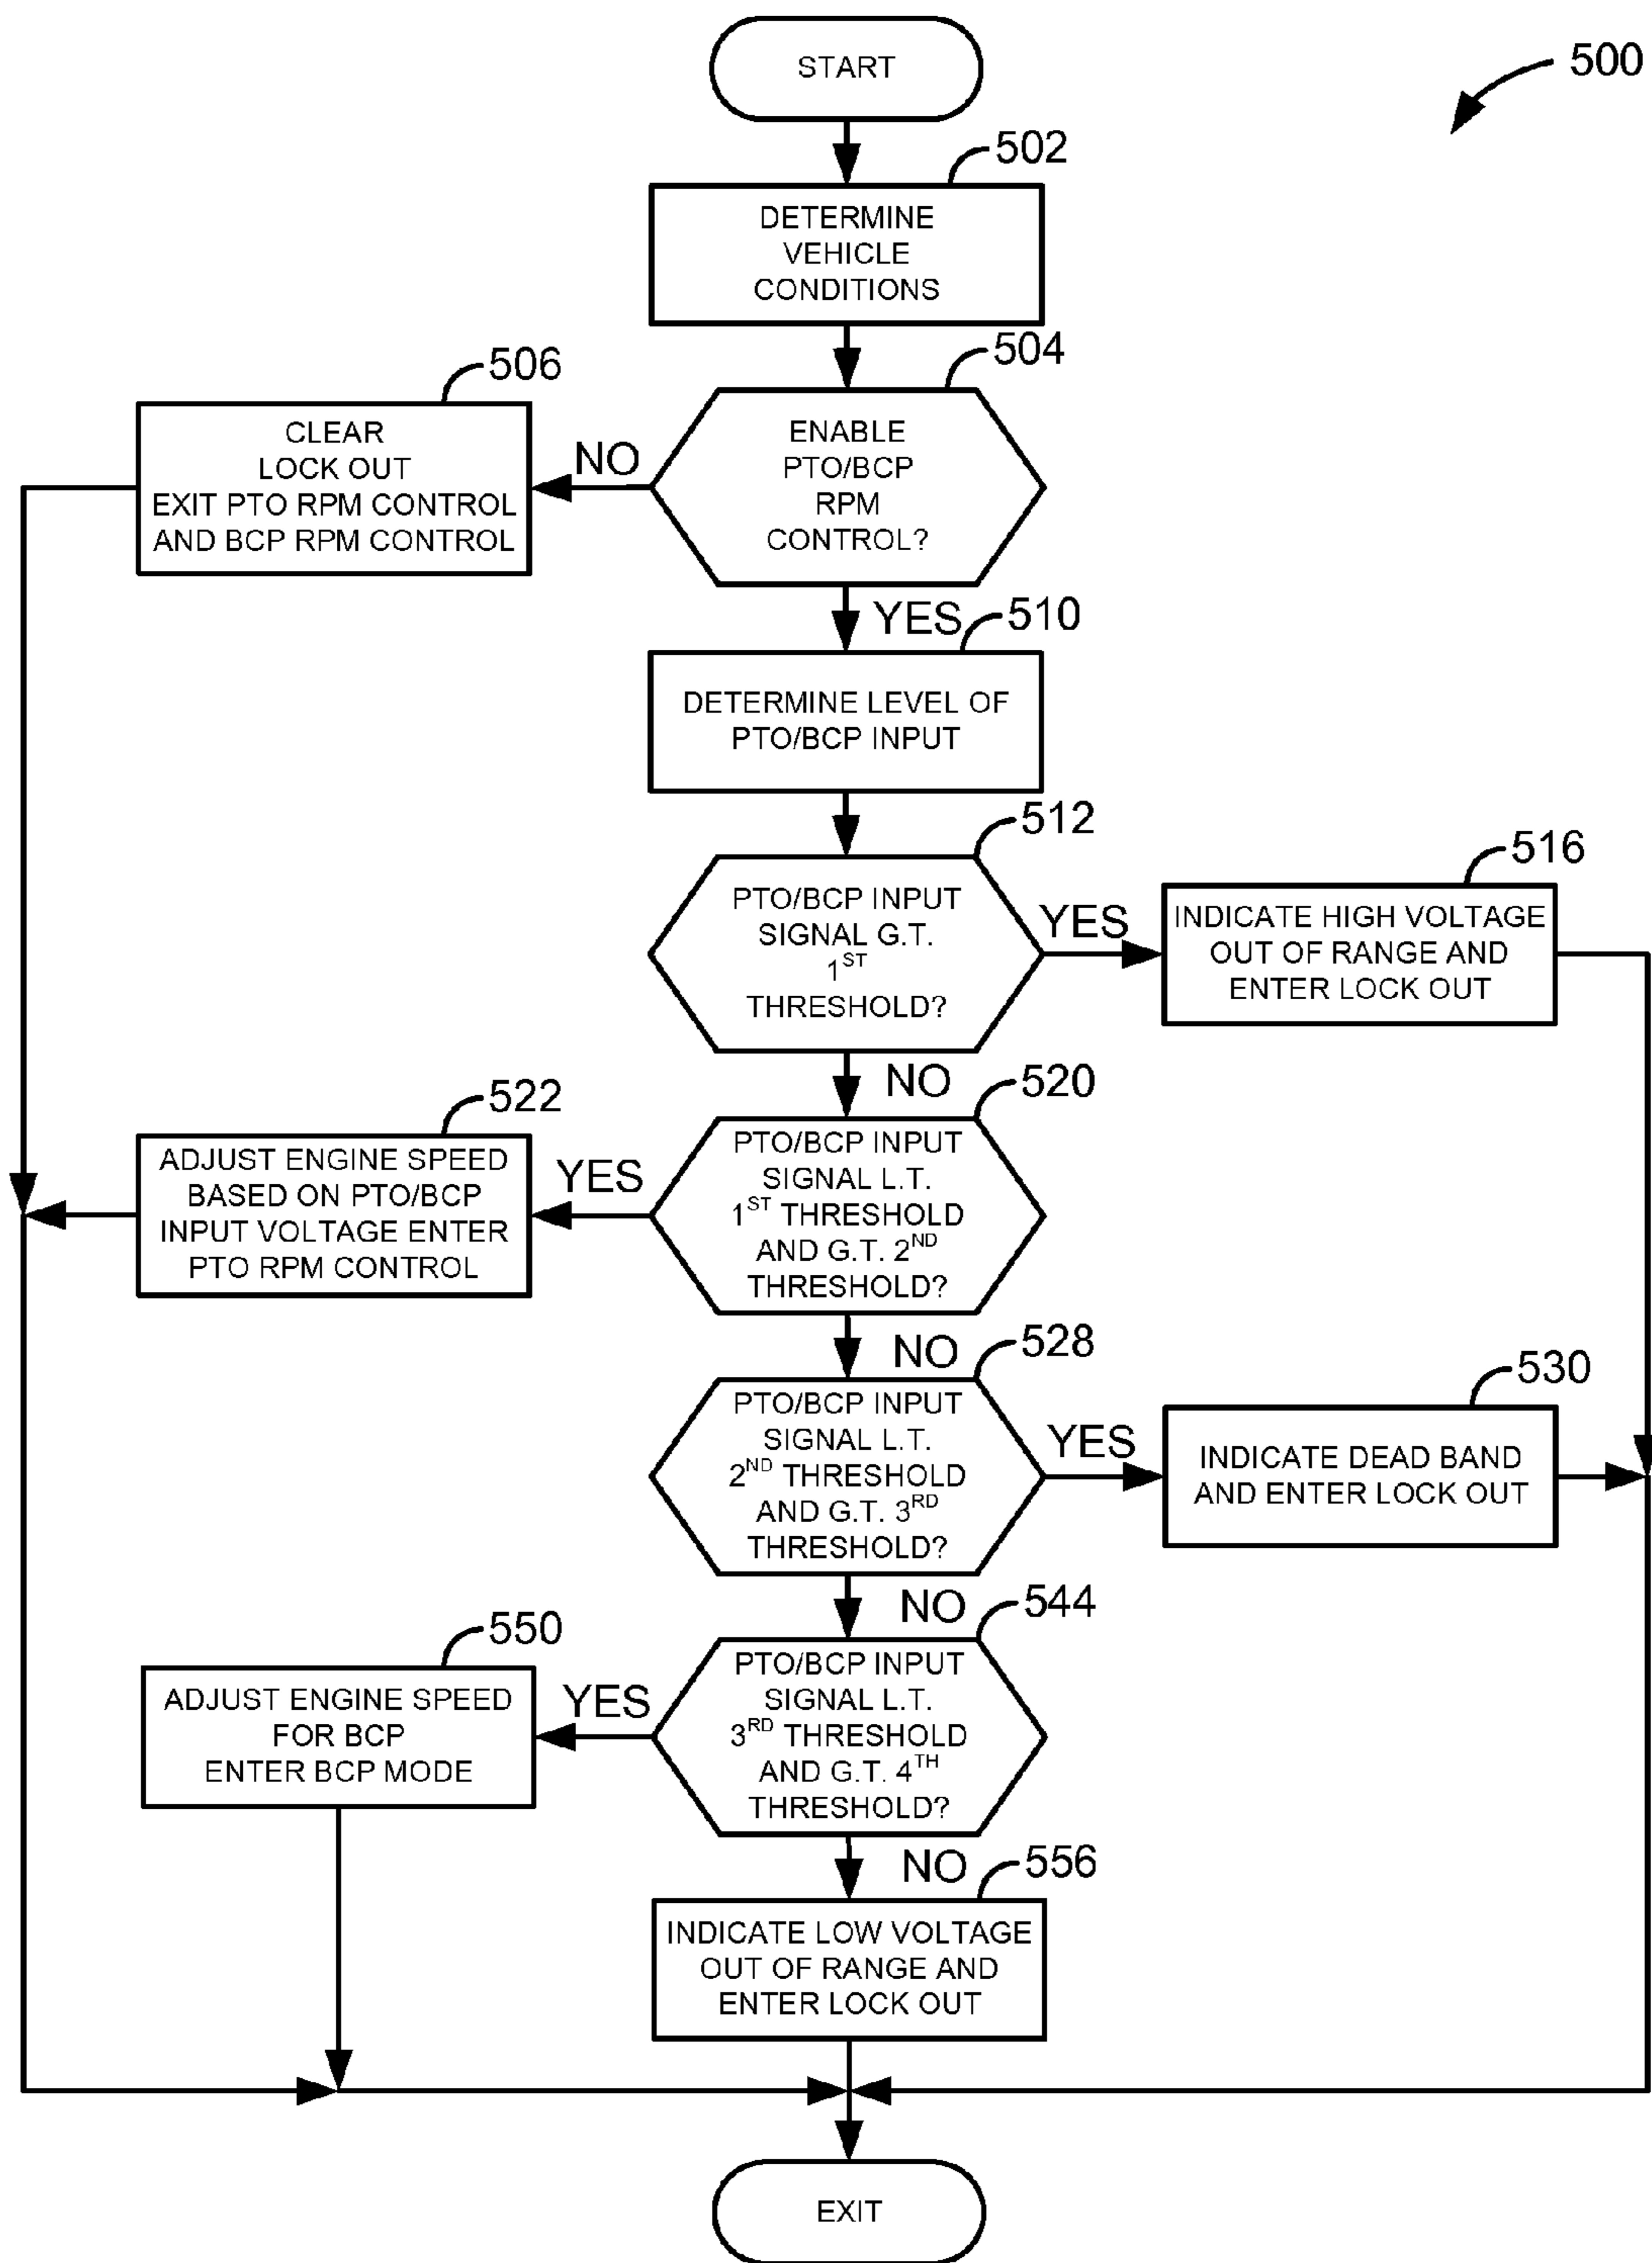 START
500
502
DETERMINE
VEHICLE
CONDITIONS
504
506
ENABLE
PTO/BCP
RPM
CONTROL?
NO
CLEAR
LOCK OUT
EXIT PTO RPM CONTROL
AND BCP RPM CONTROL
YES
510
DETERMINE LEVEL OF
PTO/BCP INPUT
512
PTO/BCP INPUT
SIGNAL G.T.
1ST
THRESHOLD?
YES
516
INDICATE HIGH VOLTAGE
OUT OF RANGE AND
ENTER LOCK OUT
NO
520
PTO/BCP INPUT
SIGNAL L.T.
1ST THRESHOLD
AND G.T. 2ND
THRESHOLD?
YES
522
ADJUST ENGINE SPEED
BASED ON PTO/BCP
INPUT VOLTAGE ENTER
PTO RPM CONTROL
NO
528
PTO/BCP INPUT
SIGNAL L.T.
2ND THRESHOLD
AND G.T. 3RD
THRESHOLD?
YES
530
INDICATE DEAD BAND
AND ENTER LOCK OUT
NO
544
PTO/BCP INPUT
SIGNAL L.T.
3RD THRESHOLD
AND G.T. 4TH
THRESHOLD?
YES
550
ADJUST ENGINE SPEED
FOR BCP
ENTER BCP MODE
NO
556
INDICATE LOW VOLTAGE
OUT OF RANGE AND
ENTER LOCK OUT
EXIT